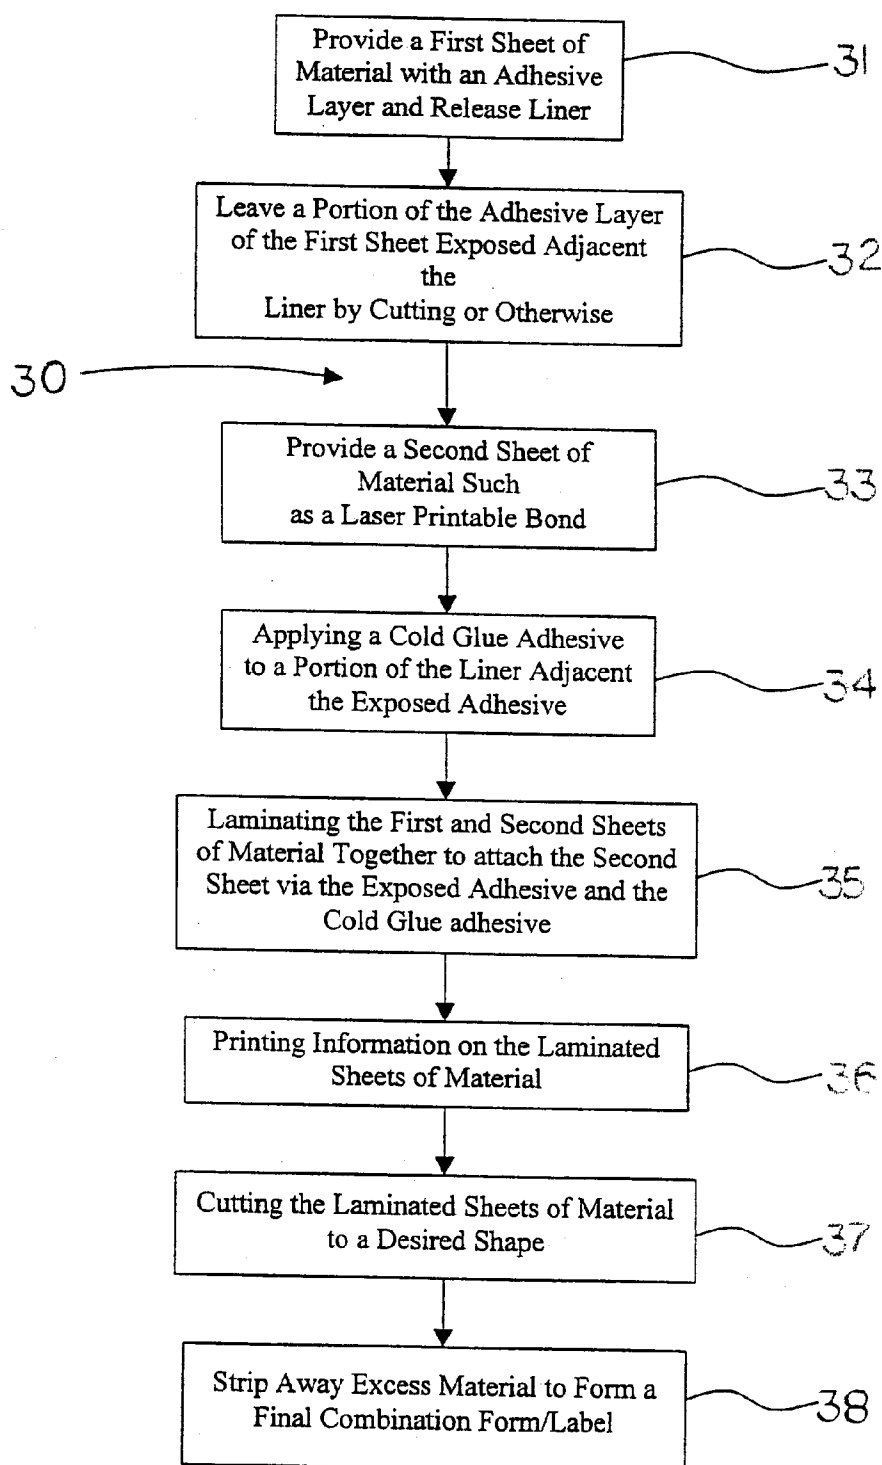 Provide a First Sheet of
Material with an Adhesive
Layer and Release Liner
31
Leave a Portion of the Adhesive Layer
of the First Sheet Exposed Adjacent
the
Liner by Cutting or Otherwise
32
30
Provide a Second Sheet of
Material Such
as a Laser Printable Bond
33
Applying a Cold Glue Adhesive
to a Portion of the Liner Adjacent
the Exposed Adhesive
34
Laminating the First and Second Sheets
of Material Together to attach the Second
Sheet via the Exposed Adhesive and the
Cold Glue adhesive
35
Printing Information on the Laminated
Sheets of Material
36
Cutting the Laminated Sheets of Material
to a Desired Shape
37
Strip Away Excess Material to Form a
Final Combination Form/Label
38